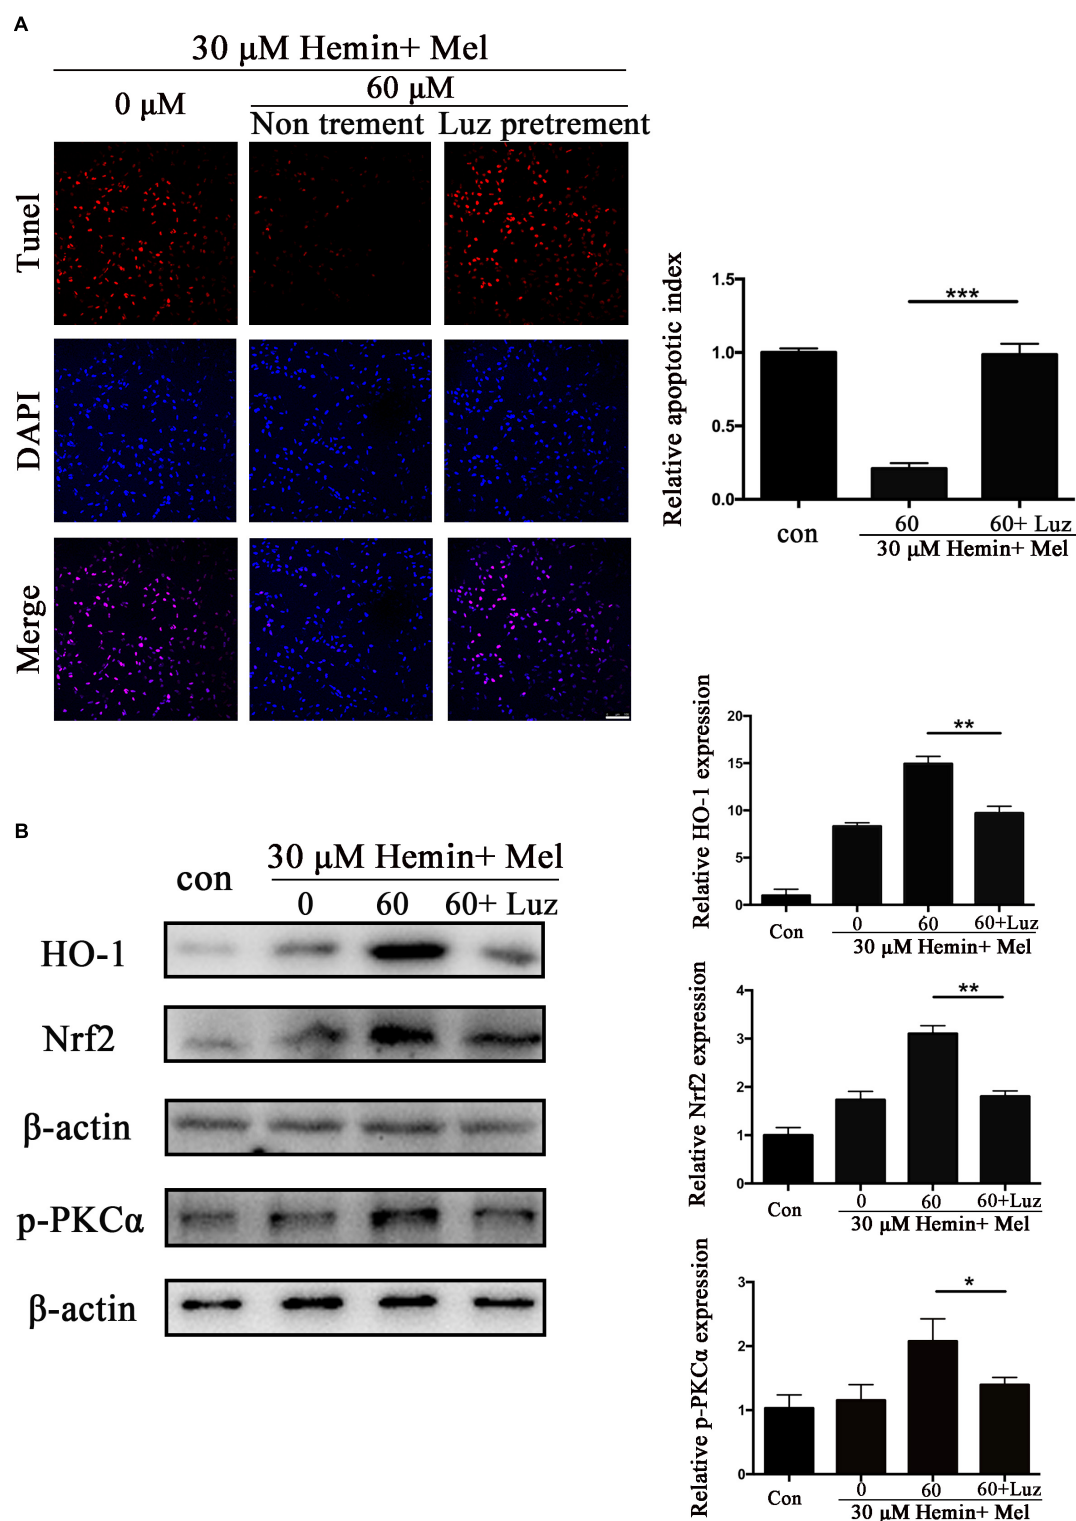 A
30 µM Hemin+ Mel
0 µM
60 µM
Non trement
Luz pretrement
Tunel
DAPI
Merge
Relative apoptotic index
1.5
1.0
0.5
0.0
***
con
60
60+ Luz
30 µM Hemin+ Mel
B
con
30 µM Hemin+ Mel
0
60
60+ Luz
HO-1
Nrf2
β-actin
p-PKCα
β-actin
Relative HO-1 expression
20
15
10
5
0
**
Con
0
60
60+Luz
30 µM Hemin+ Mel
Relative Nrf2 expression
4
3
2
1
0
**
Con
0
60
60+Luz
30 µM Hemin+ Mel
Relative p-PKCα expression
3
2
1
0
*
Con
0
60
60+Luz
30 µM Hemin+ Mel